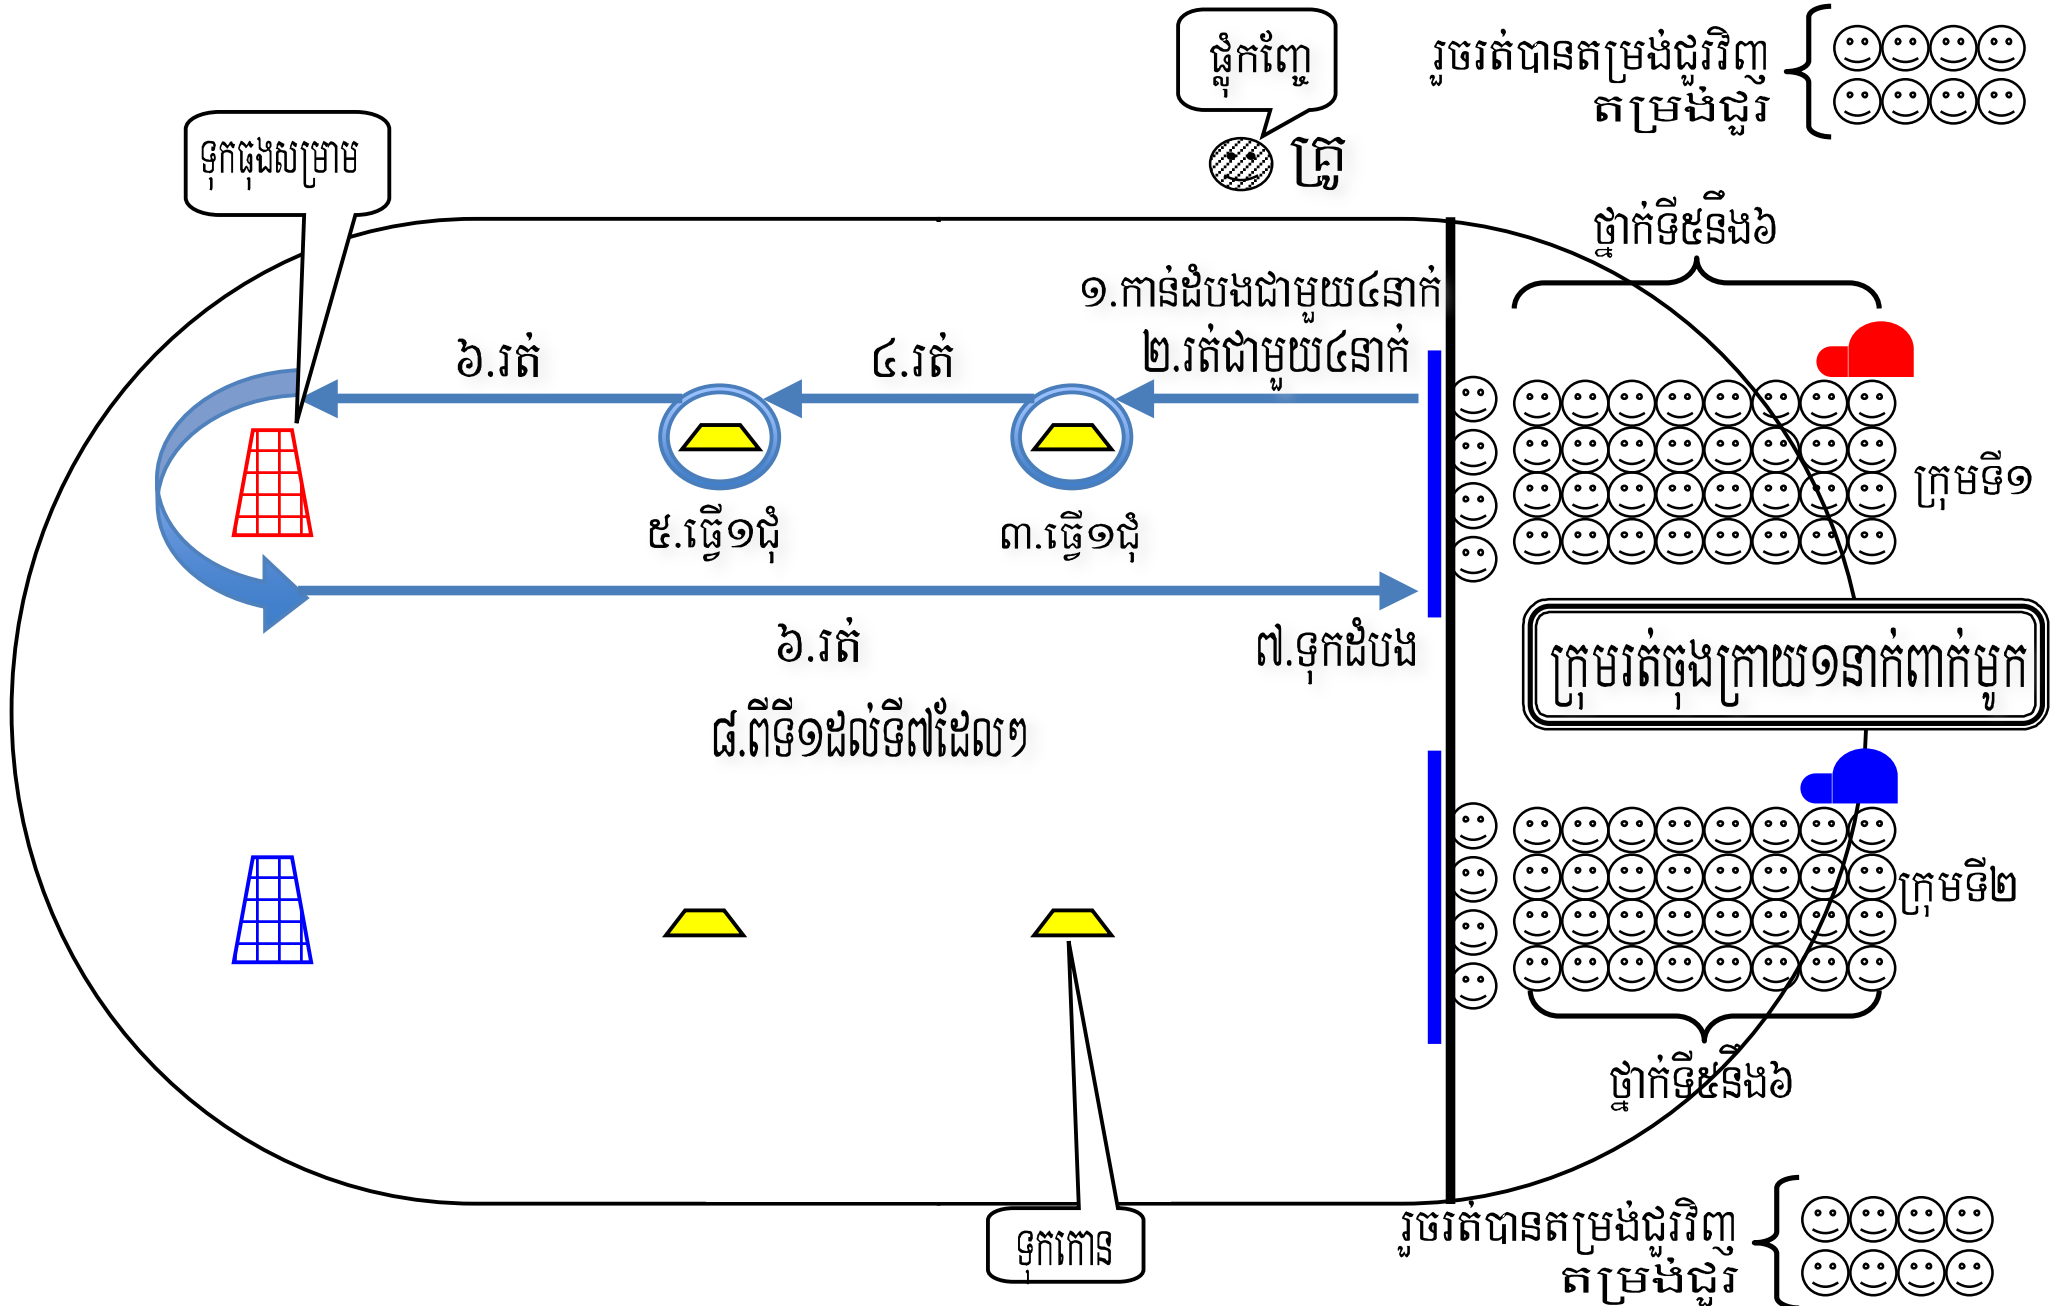 ផ្លុំកញ្ចែ
រួចរត់បានតម្រង់ជួរវិញ
តម្រង់ជួរ
ទុកធុងសម្រាម
គ្រូ
ថ្នាក់ទី៥នឹង៦
១.កាន់ដំបងជាមួយ៤នាក់
២.រត់ជាមួយ៤នាក់
៦.រត់
៤.រត់
ក្រុមទី១
៥.ធ្វើ១ជុំ
៣.ធ្វើ១ជុំ
៦.រត់
៧.ទុកដំបង
ក្រុមរត់ចុងក្រាយ១នាក់ពាក់មួក
៨.ពីទី១ដល់ទី៧ដែលៗ
ក្រុមទី២
ថ្នាក់ទី៥នឹង៦
រួចរត់បានតម្រង់ជួរវិញ
តម្រង់ជួរ
ទុកកោន